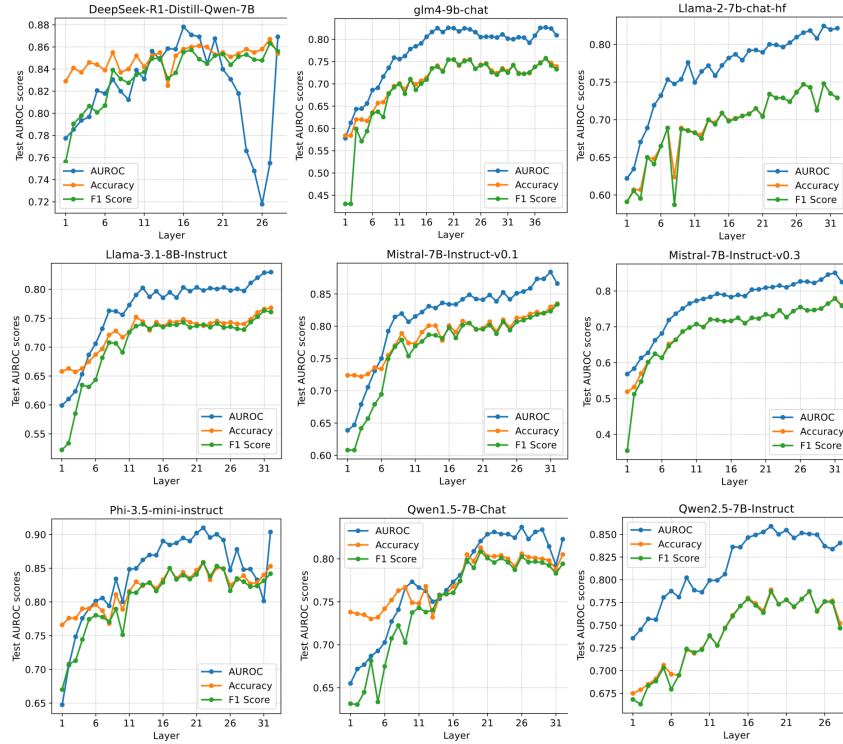 DeepSeek-R1-Distill-Qwen-7B
Test AUROC scores
0.88
0.86
0.84
0.82
0.80
0.78
0.76
0.74
0.72
AUROC
Accuracy
F1 Score
1 6 11 16 21 26
Layer
glm4-9b-chat
Test AUROC scores
0.80
0.75
0.70
0.65
0.60
0.55
0.50
0.45
AUROC
Accuracy
F1 Score
1 6 11 16 21 26 31 36
Layer
Llama-2-7b-chat-hf
Test AUROC scores
0.80
0.75
0.70
0.65
0.60
AUROC
Accuracy
F1 Score
1 6 11 16 21 26 31
Layer
Llama-3.1-8B-Instruct
Test AUROC scores
0.80
0.75
0.70
0.65
0.60
0.55
AUROC
Accuracy
F1 Score
1 6 11 16 21 26 31
Layer
Mistral-7B-Instruct-v0.1
Test AUROC scores
0.85
0.80
0.75
0.70
0.65
0.60
AUROC
Accuracy
F1 Score
1 6 11 16 21 26 31
Layer
Mistral-7B-Instruct-v0.3
Test AUROC scores
0.8
0.7
0.6
0.5
0.4
AUROC
Accuracy
F1 Score
1 6 11 16 21 26 31
Layer
Phi-3.5-mini-instruct
Test AUROC scores
0.90
0.85
0.80
0.75
0.70
0.65
AUROC
Accuracy
F1 Score
1 6 11 16 21 26 31
Layer
Qwen1.5-7B-Chat
Test AUROC scores
0.80
0.75
0.70
0.65
AUROC
Accuracy
F1 Score
1 6 11 16 21 26 31
Layer
Qwen2.5-7B-Instruct
Test AUROC scores
0.850
0.825
0.800
0.775
0.750
0.725
0.700
0.675
AUROC
Accuracy
F1 Score
1 6 11 16 21 26
Layer